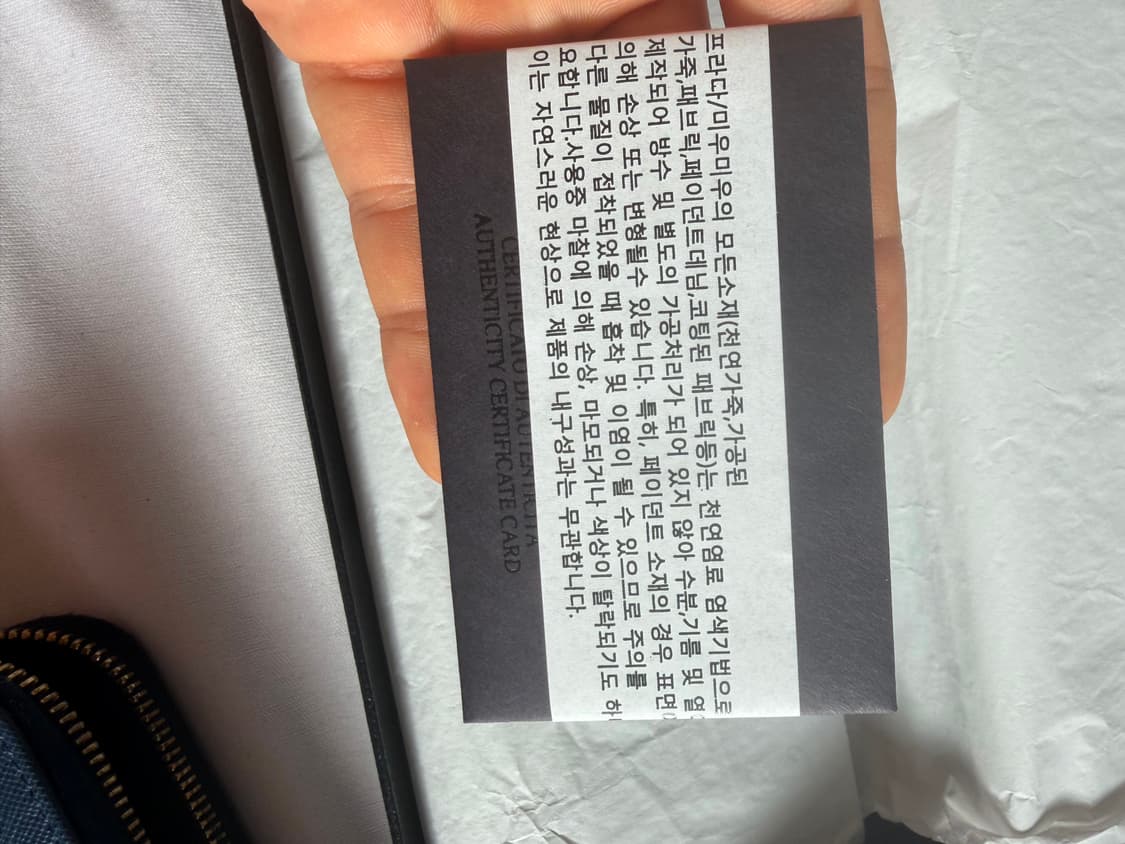 프라다/미우미우의 모든소재(천연가죽,가공된
가죽,패브릭,페이던트데님,코팅된 패브릭등)는 천연염료 염색기법으로
제작되어 방수 및 별도의 가공처리가 되어 있지 않아 수분,기름 및 열
의해 손상 또는 변형될수 있습니다. 특히, 페이던트 소재의 경우 표면
다른 물질이 접착되었을 때 흡착 및 이염이 될 수 있으므로 주의를
요합니다.사용중 마찰에 의해 손상, 마모되거나 색상이 탈락되기도 하
이는 자연스러운 현상으로 제품의 내구성과는 무관합니다.
CERTIFICATO DI AUTENTICITÀ
AUTHENTICITY CERTIFICATE CARD